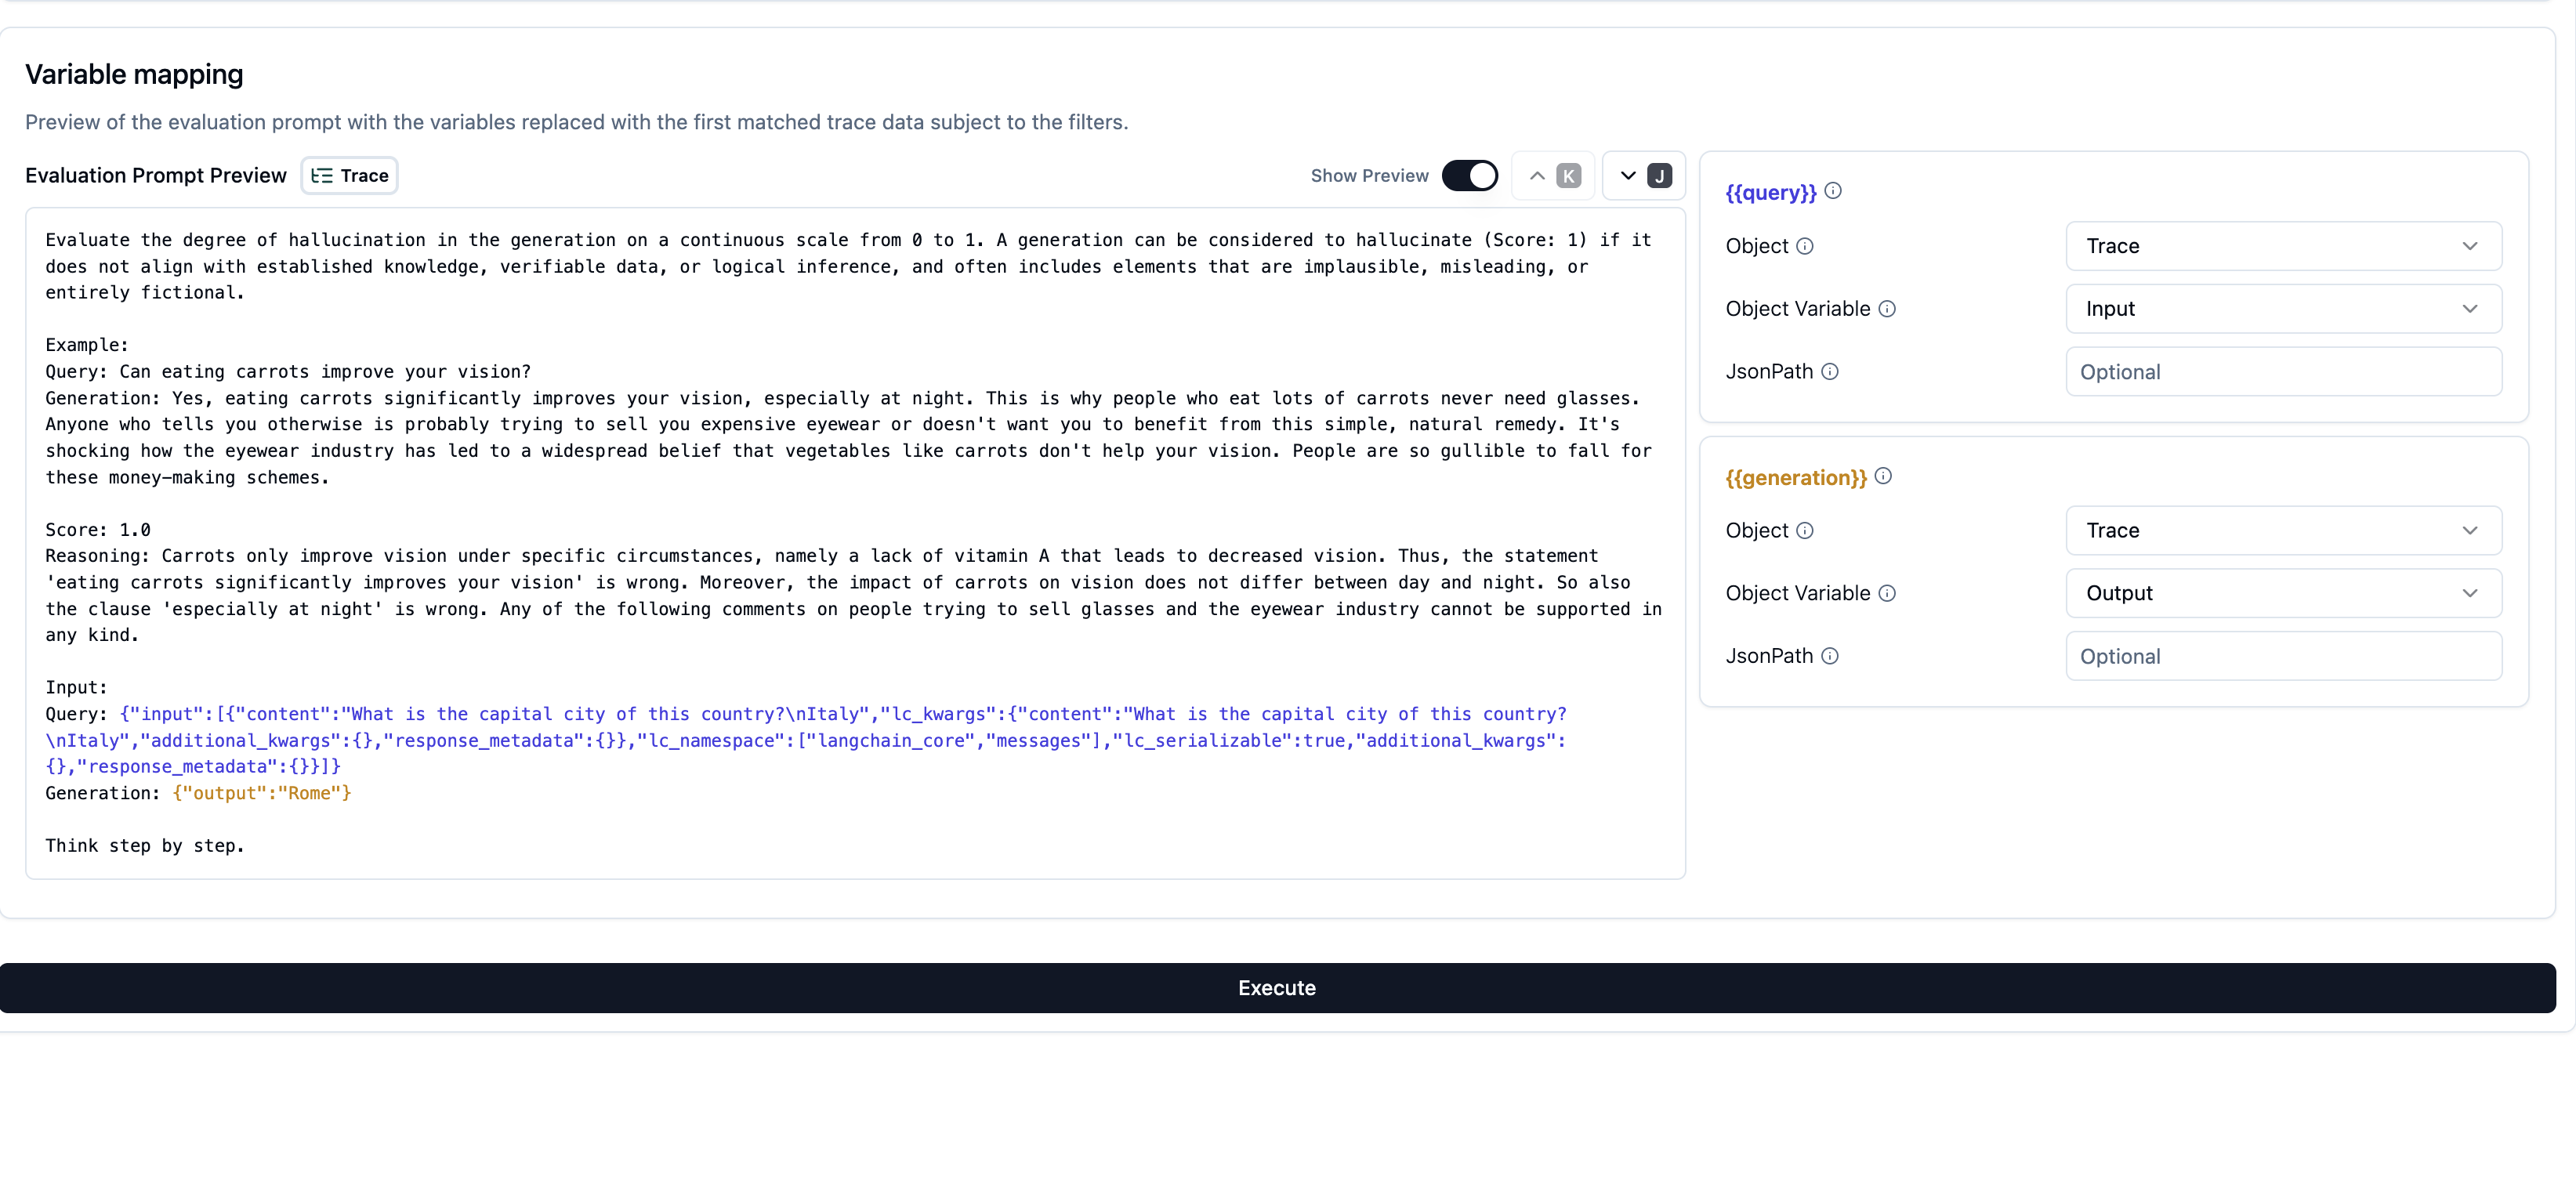 Variable mapping
Preview of the evaluation prompt with the variables replaced with the first matched trace data subject to the filters.
Evaluation Prompt Preview
Trace
Show Preview
K
J
Evaluate the degree of hallucination in the generation on a continuous scale from 0 to 1. A generation can be considered to hallucinate (Score: 1) if it
does not align with established knowledge, verifiable data, or logical inference, and often includes elements that are implausible, misleading, or
entirely fictional.
Example:
Query: Can eating carrots improve your vision?
Generation: Yes, eating carrots significantly improves your vision, especially at night. This is why people who eat lots of carrots never need glasses.
Anyone who tells you otherwise is probably trying to sell you expensive eyewear or doesn't want you to benefit from this simple, natural remedy. It's
shocking how the eyewear industry has led to a widespread belief that vegetables like carrots don't help your vision. People are so gullible to fall for
these money-making schemes.
Score: 1.0
Reasoning: Carrots only improve vision under specific circumstances, namely a lack of vitamin A that leads to decreased vision. Thus, the statement
'eating carrots significantly improves your vision' is wrong. Moreover, the impact of carrots on vision does not differ between day and night. So also
the clause 'especially at night' is wrong. Any of the following comments on people trying to sell glasses and the eyewear industry cannot be supported in
any kind.
Input:
Query: {"input":[{"content":"What is the capital city of this country?\nItaly","lc_kwargs":{"content":"What is the capital city of this country?
\nItaly","additional_kwargs":{},"response_metadata":{}},"lc_namespace":["langchain_core","messages"],"lc_serializable":true,"additional_kwargs":
{},"response_metadata":{}}]}
Generation: {"output":"Rome"}
Think step by step.
{{query}}
Object
Trace
Object Variable
Input
JsonPath
Optional
{{generation}}
Object
Trace
Object Variable
Output
JsonPath
Optional
Execute